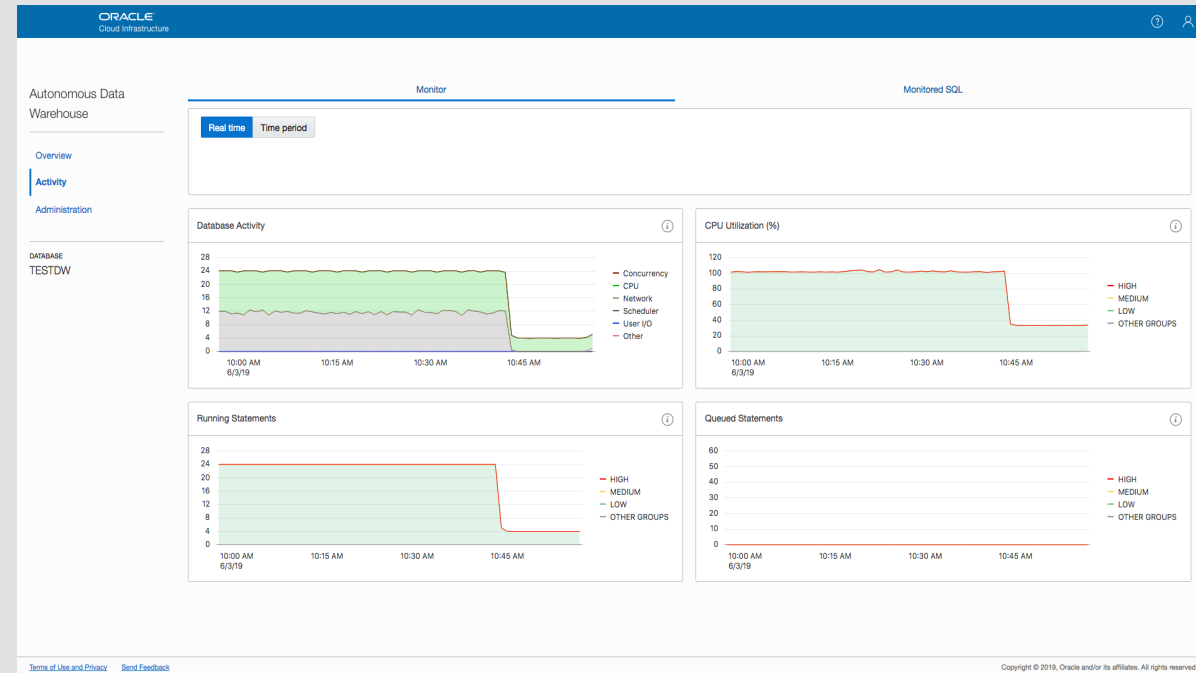 ORACLE
Cloud Infrastructure
Autonomous Data
Warehouse
Overview
Activity
Administration
DATABASE
TESTDW
Monitor
Monitored SQL
Real time
Time period
Database Activity
28
24
20
16
12
8
4
0
10:00 AM
6/3/19
10:15 AM
10:30 AM
10:45 AM
Concurrency
CPU
Network
Scheduler
User I/O
Other
CPU Utilization (%)
120
100
80
60
40
20
0
10:00 AM
6/3/19
10:15 AM
10:30 AM
10:45 AM
HIGH
MEDIUM
LOW
OTHER GROUPS
Running Statements
28
24
20
16
12
8
4
0
10:00 AM
6/3/19
10:15 AM
10:30 AM
10:45 AM
HIGH
MEDIUM
LOW
OTHER GROUPS
Queued Statements
60
50
40
30
20
10
0
10:00 AM
6/3/19
10:15 AM
10:30 AM
10:45 AM
HIGH
MEDIUM
LOW
OTHER GROUPS
Terms of Use and Privacy
Send Feedback
Copyright © 2019, Oracle and/or its affiliates. All rights reserved